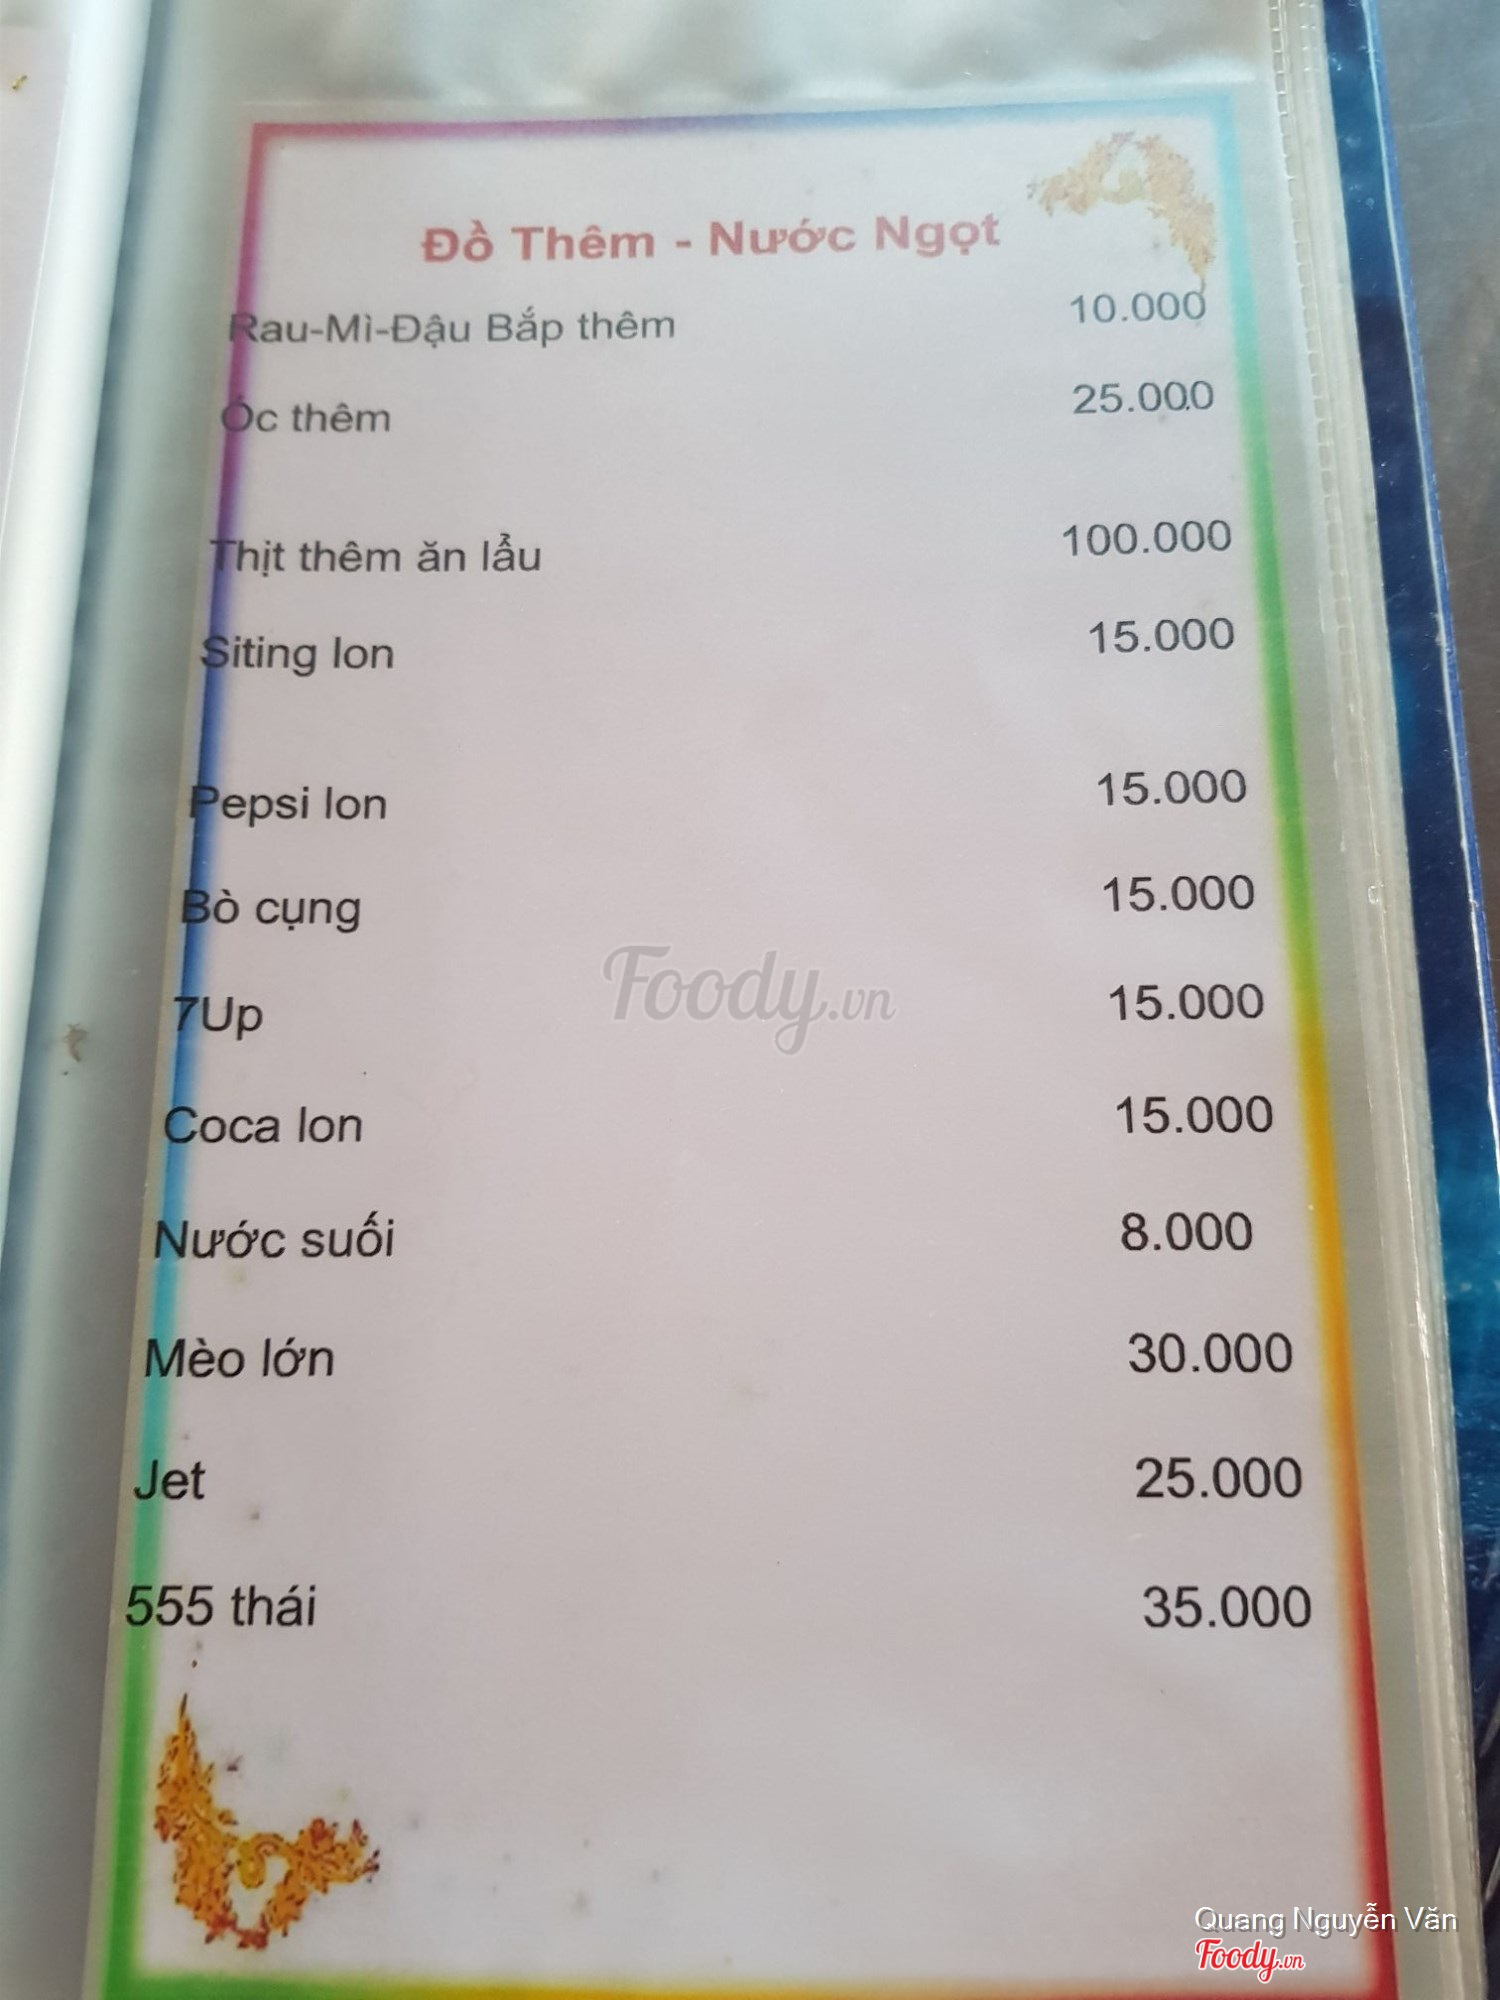 Đồ Thêm - Nước Ngọt
Rau-Mì-Đậu Bắp thêm 10.000
Óc thêm 25.000
Thịt thêm ăn lẩu 100.000
Siting lon 15.000
Pepsi lon 15.000
Bò cụng 15.000
7Up 15.000
Coca lon 15.000
Nước suối 8.000
Mèo lớn 30.000
Jet 25.000
555 thái 35.000
Foody.vn
Quang Nguyễn Văn
Foody.vn